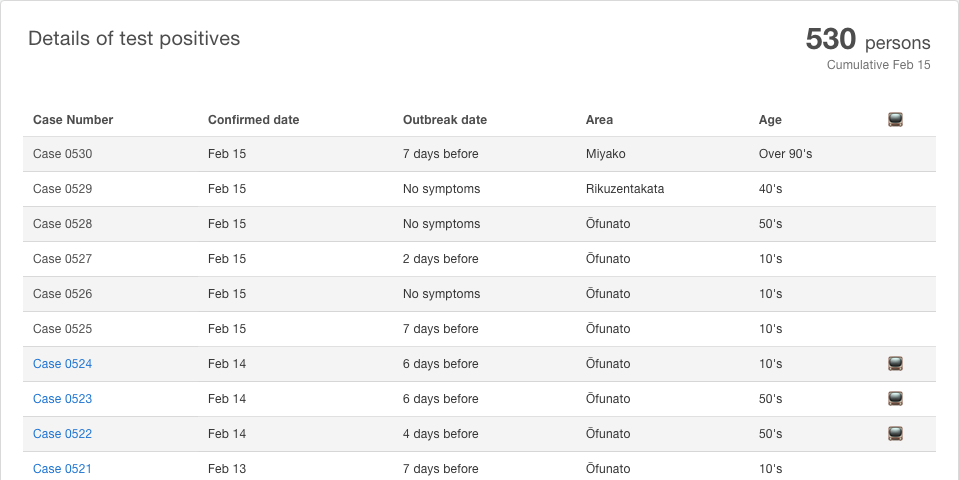 Details of test positives
530 persons
Cumulative Feb 15
Case Number Confirmed date Outbreak date Area Age
Case 0530 Feb 15 7 days before Miyako Over 90's
Case 0529 Feb 15 No symptoms Rikuzentakata 40's
Case 0528 Feb 15 No symptoms Ōfunato 50's
Case 0527 Feb 15 2 days before Ōfunato 10's
Case 0526 Feb 15 No symptoms Ōfunato 10's
Case 0525 Feb 15 7 days before Ōfunato 10's
Case 0524 Feb 14 6 days before Ōfunato 10's
Case 0523 Feb 14 6 days before Ōfunato 50's
Case 0522 Feb 14 4 days before Ōfunato 50's
Case 0521 Feb 13 7 days before Ōfunato 10's